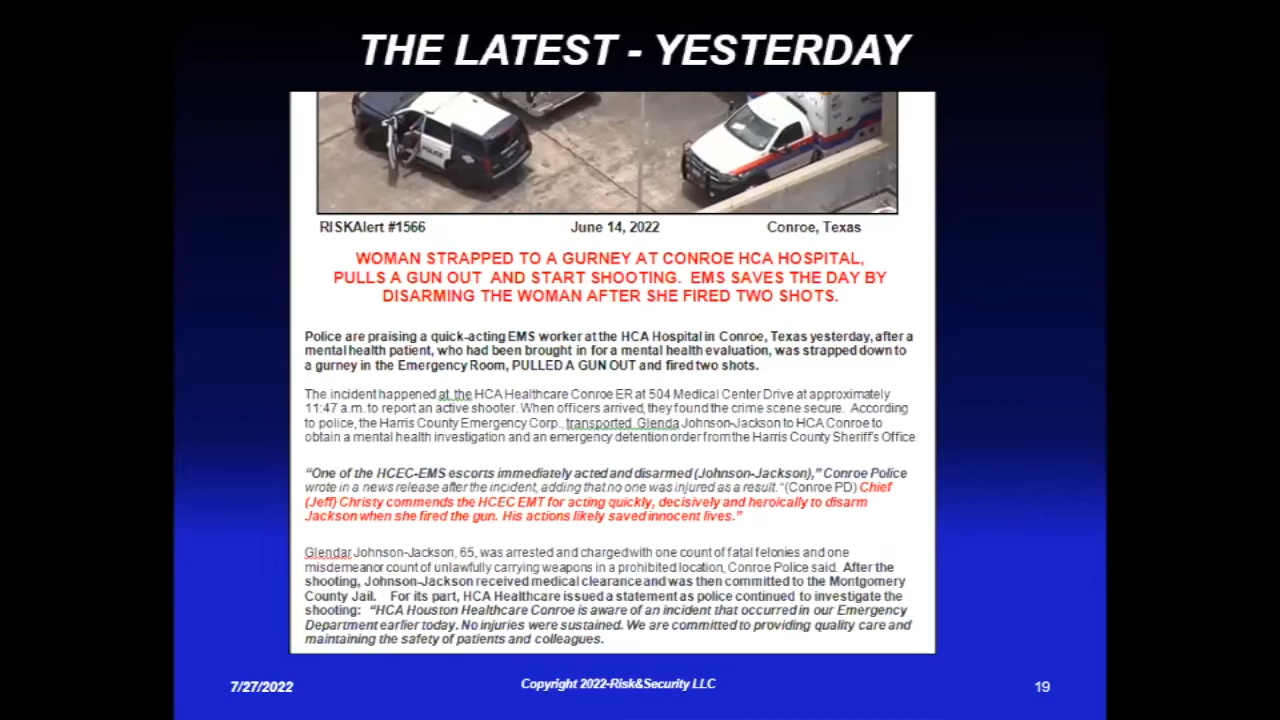 THE LATEST - YESTERDAY
POLICE
RISKAlert #1566 June 14, 2022 Conroe, Texas
WOMAN STRAPPED TO A GURNEY AT CONROE HCA HOSPITAL,
PULLS A GUN OUT AND START SHOOTING. EMS SAVES THE DAY BY
DISARMING THE WOMAN AFTER SHE FIRED TWO SHOTS.
Police are praising a quick-acting EMS worker at the HCA Hospital in Conroe, Texas yesterday, after a
mental health patient, who had been brought in for a mental health evaluation, was strapped down to
a gurney in the Emergency Room, PULLED A GUN OUT and fired two shots.
The incident happened at the HCA Healthcare Conroe ER at 504 Medical Center Drive at approximately
11:47 a.m. to report an active shooter. When officers arrived, they found the crime scene secure. According
to police, the Harris County Emergency Corp., transported Glenda Johnson-Jackson to HCA Conroe to
obtain a mental health investigation and an emergency detention order from the Harris County Sheriff's Office
“One of the HCEC-EMS escorts immediately acted and disarmed (Johnson-Jackson),” Conroe Police
wrote in a news release after the incident, adding that no one was injured as a result.“(Conroe PD) Chief
(Jeff) Christy commends the HCEC EMT for acting quickly, decisively and heroically to disarm
Jackson when she fired the gun. His actions likely saved innocent lives.”
Glendar Johnson-Jackson, 65, was arrested and charged with one count of fatal felonies and one
misdemeanor count of unlawfully carrying weapons in a prohibited location, Conroe Police said. After the
shooting, Johnson-Jackson received medical clearance and was then committed to the Montgomery
County Jail. For its part, HCA Healthcare issued a statement as police continued to investigate the
shooting: “HCA Houston Healthcare Conroe is aware of an incident that occurred in our Emergency
Department earlier today. No injuries were sustained. We are committed to providing quality care and
maintaining the safety of patients and colleagues.
7/27/2022 Copyright 2022-Risk&Security LLC 19